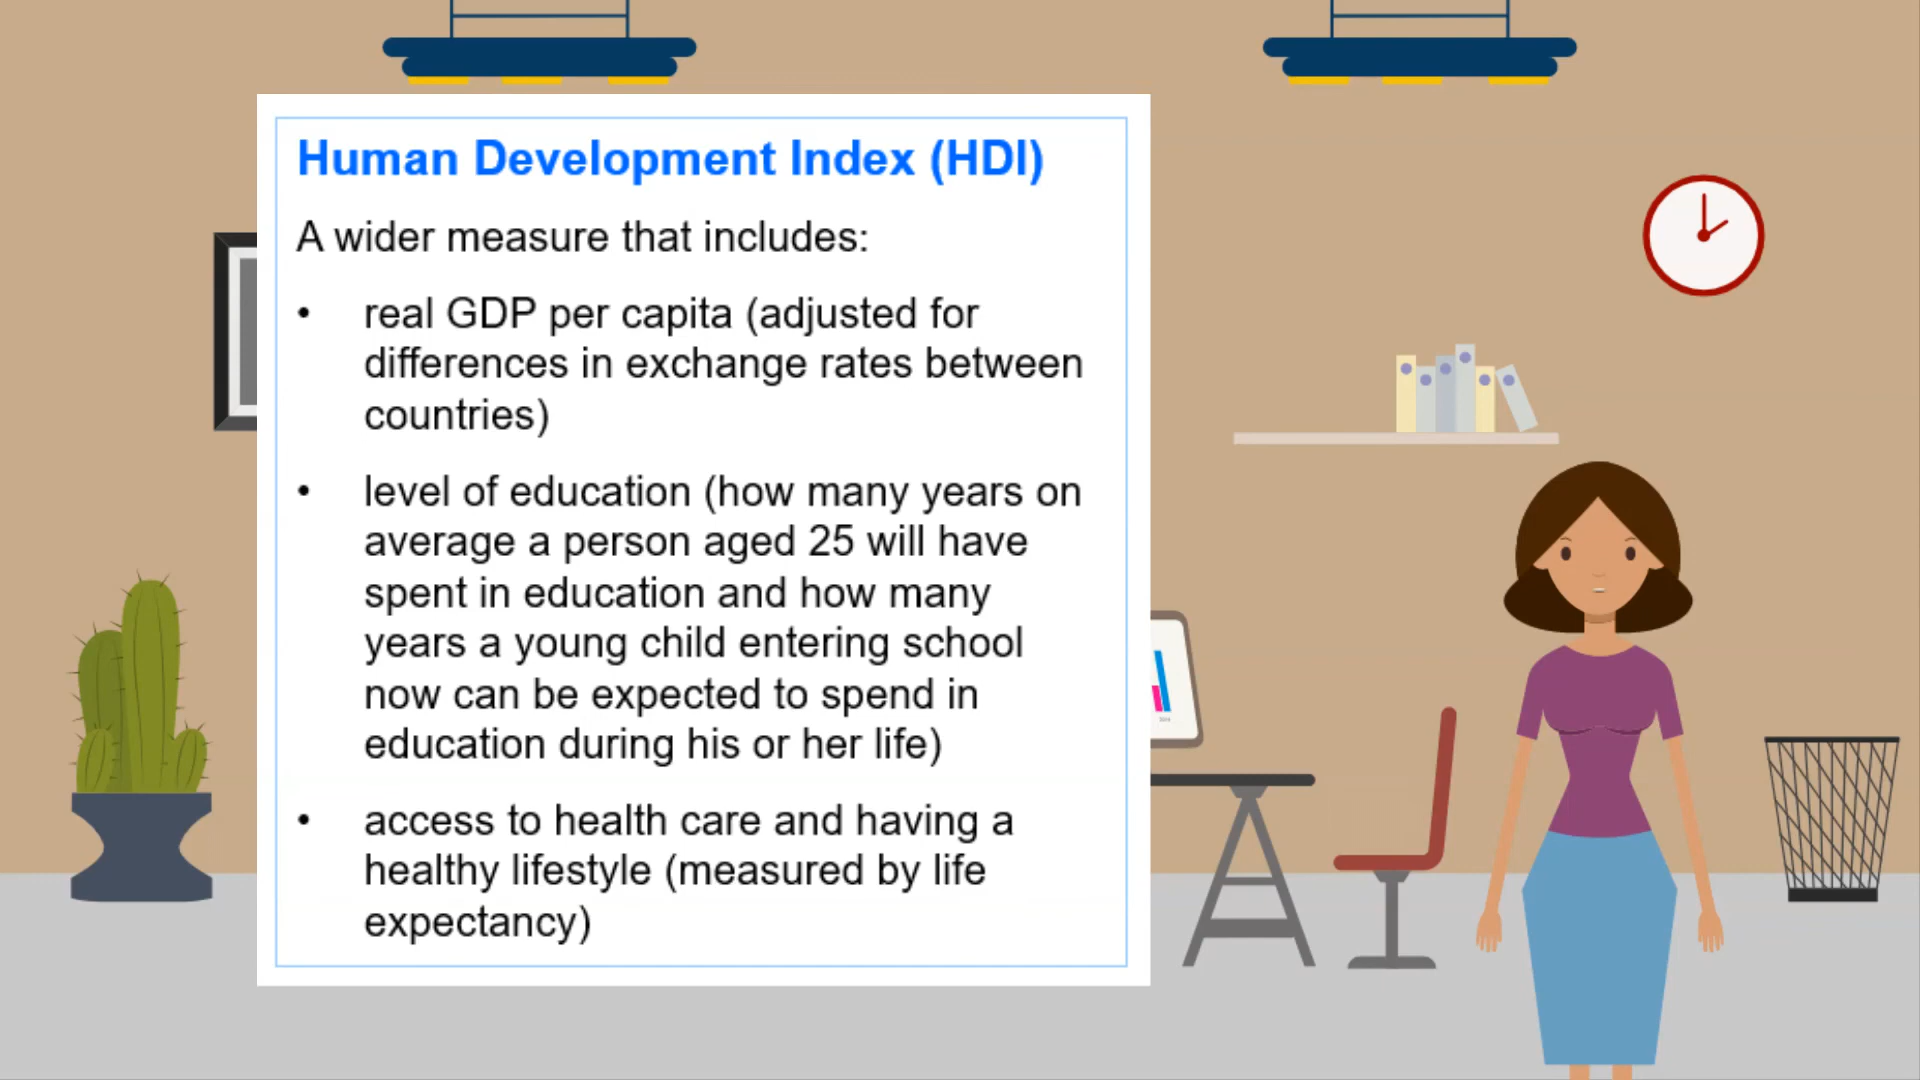 Human Development Index (HDI)
A wider measure that includes:
• real GDP per capita (adjusted for
differences in exchange rates between
countries)
• level of education (how many years on
average a person aged 25 will have
spent in education and how many
years a young child entering school
now can be expected to spend in
education during his or her life)
• access to health care and having a
healthy lifestyle (measured by life
expectancy)